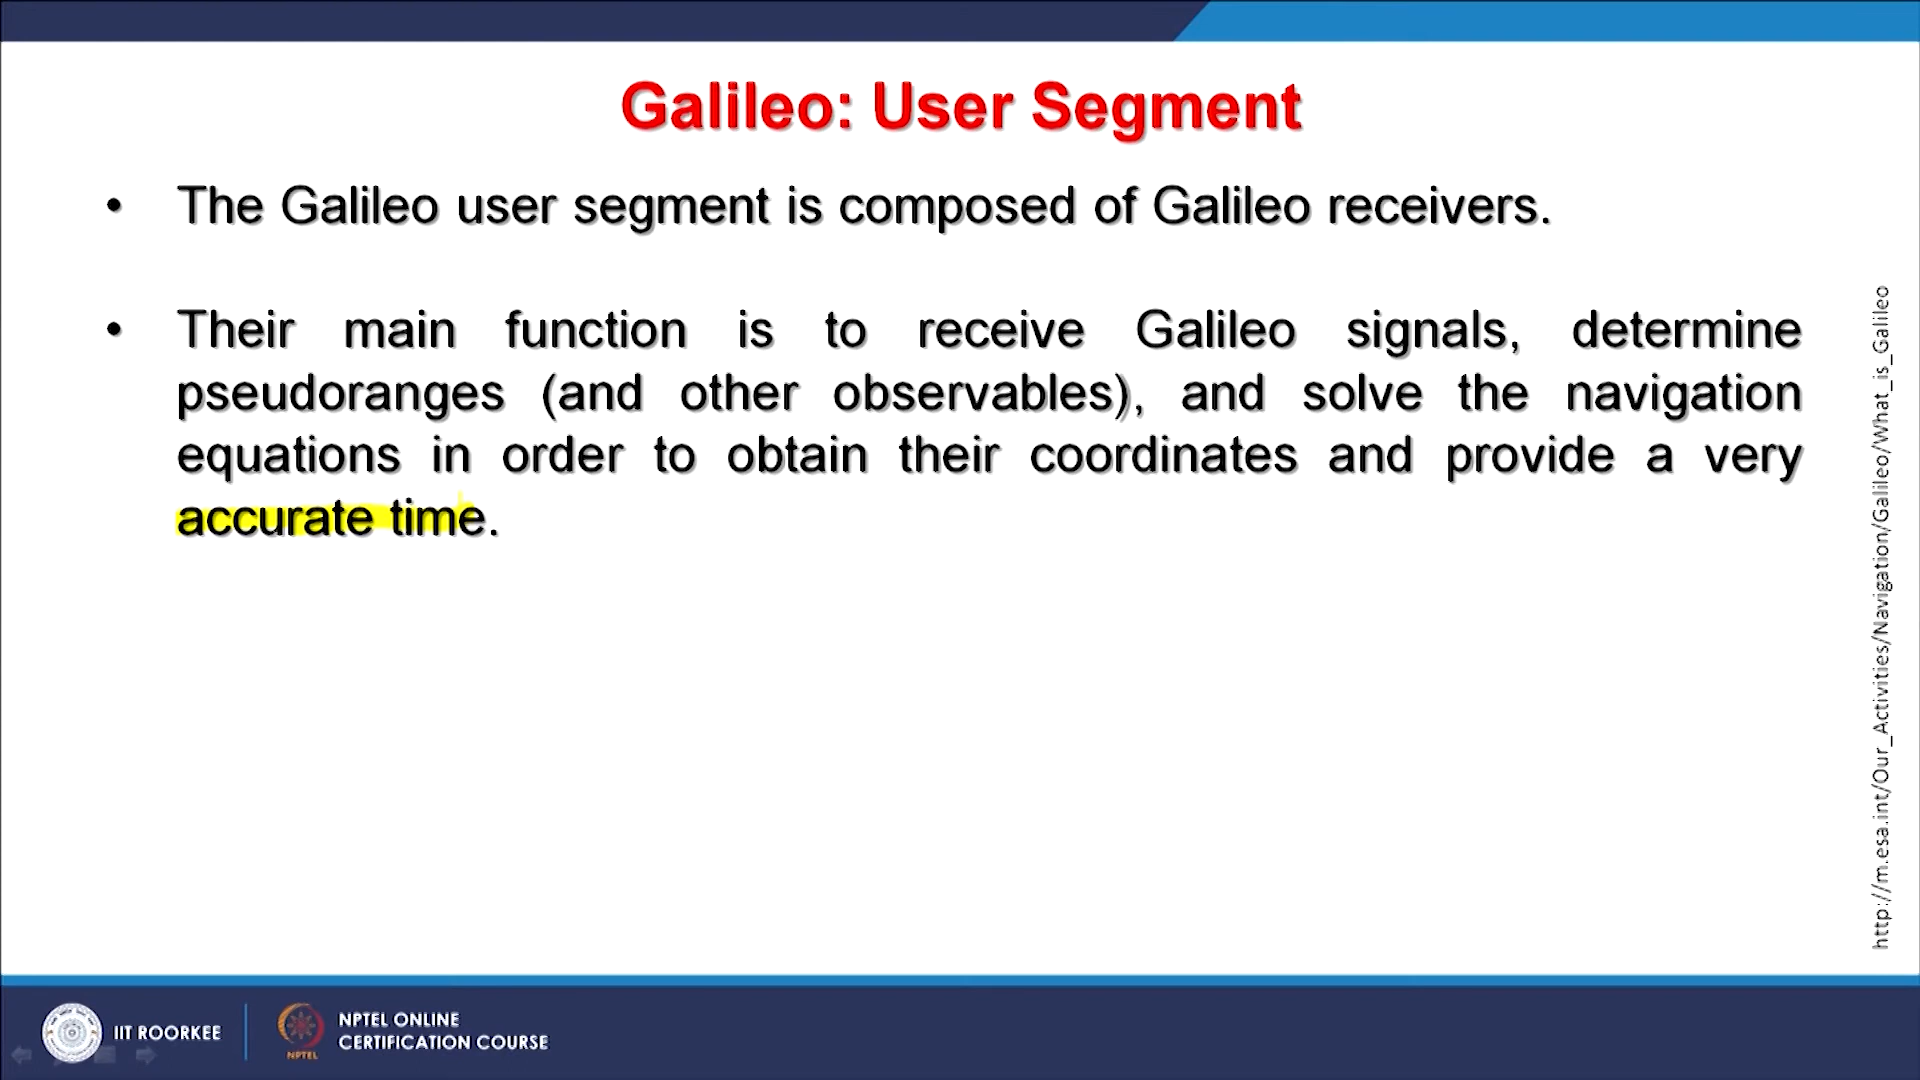 Galileo: User Segment
• The Galileo user segment is composed of Galileo receivers.
• Their main function is to receive Galileo signals, determine
pseudoranges (and other observables), and solve the navigation
equations in order to obtain their coordinates and provide a very
accurate time.
http://m.esa.int/Our_Activities/Navigation/Galileo/What_is_Galileo
IIT ROORKEE
NPTEL
NPTEL ONLINE
CERTIFICATION COURSE